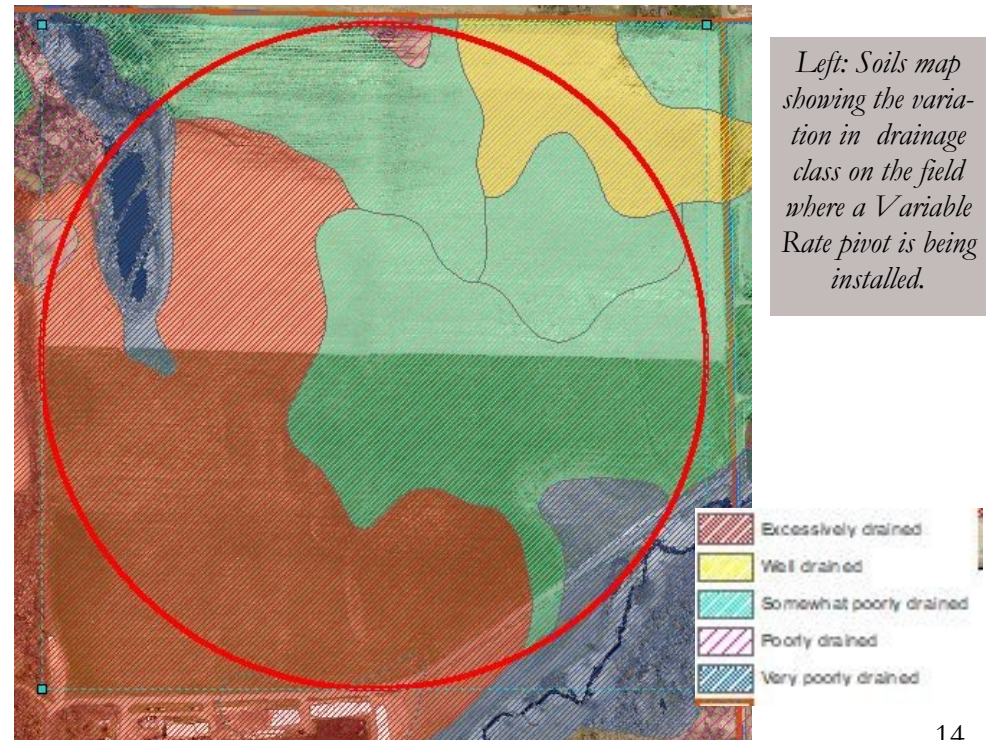 Left: Soils map
showing the varia-
tion in drainage
class on the field
where a Variable
Rate pivot is being
installed.
Excessively drained
Well drained
Somewhat poorly drained
Poorly drained
Very poorly drained
14